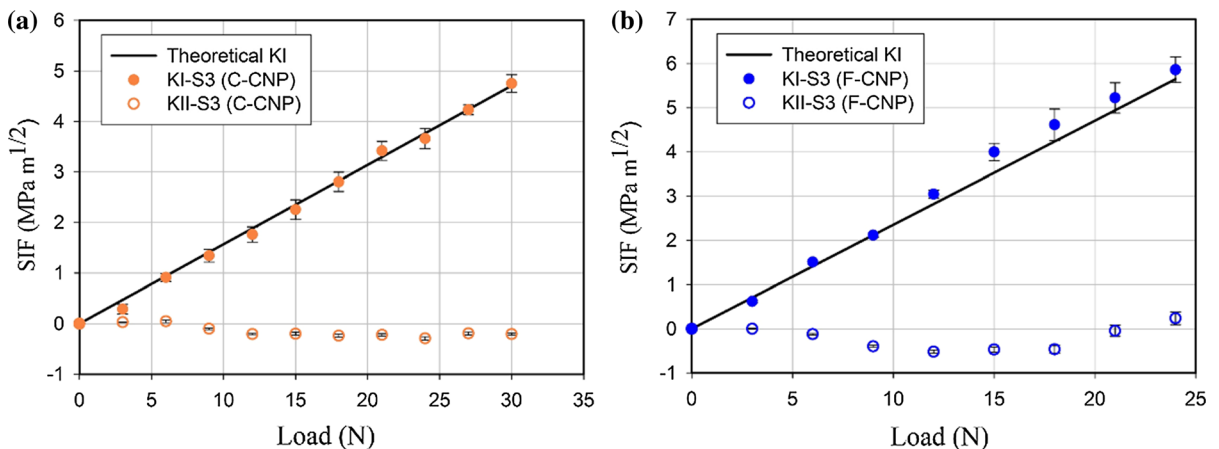 (a)
6
5
4
3
2
1
0
-1
SIF (MPa m1/2)
Theoretical KI
KI-S3 (C-CNP)
KII-S3 (C-CNP)
0 5 10 15 20 25 30 35
Load (N)
(b)
7
6
5
4
3
2
1
0
-1
SIF (MPa m1/2)
Theoretical KI
KI-S3 (F-CNP)
KII-S3 (F-CNP)
0 5 10 15 20 25
Load (N)